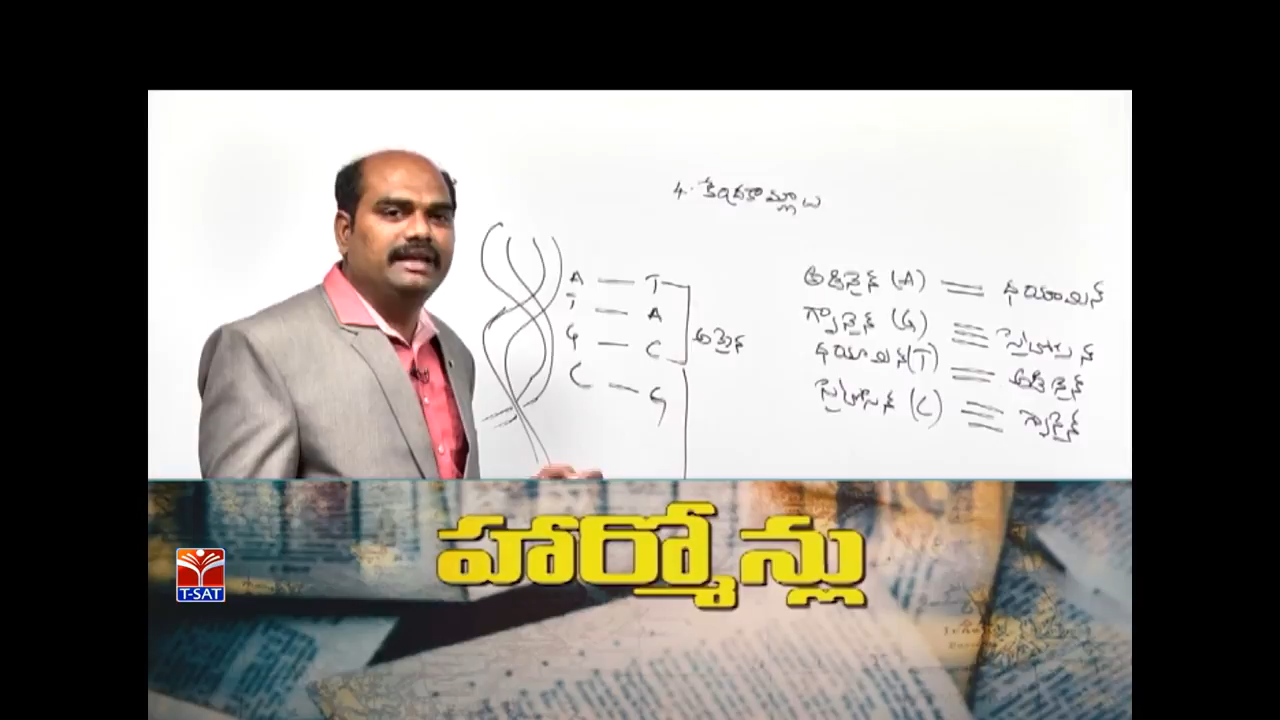 4. కేంద్రకామ్లాలు
A — T
T — A
G — C
C — G
అడినైన్ (A) = థయామిన్
గ్వానైన్ (G) ≡ సైటోసిన్
థయామిన్ (T) = అడినైన్
సైటోసిన్ (C) ≡ గ్వానైన్
హార్మోన్లు
T-SAT